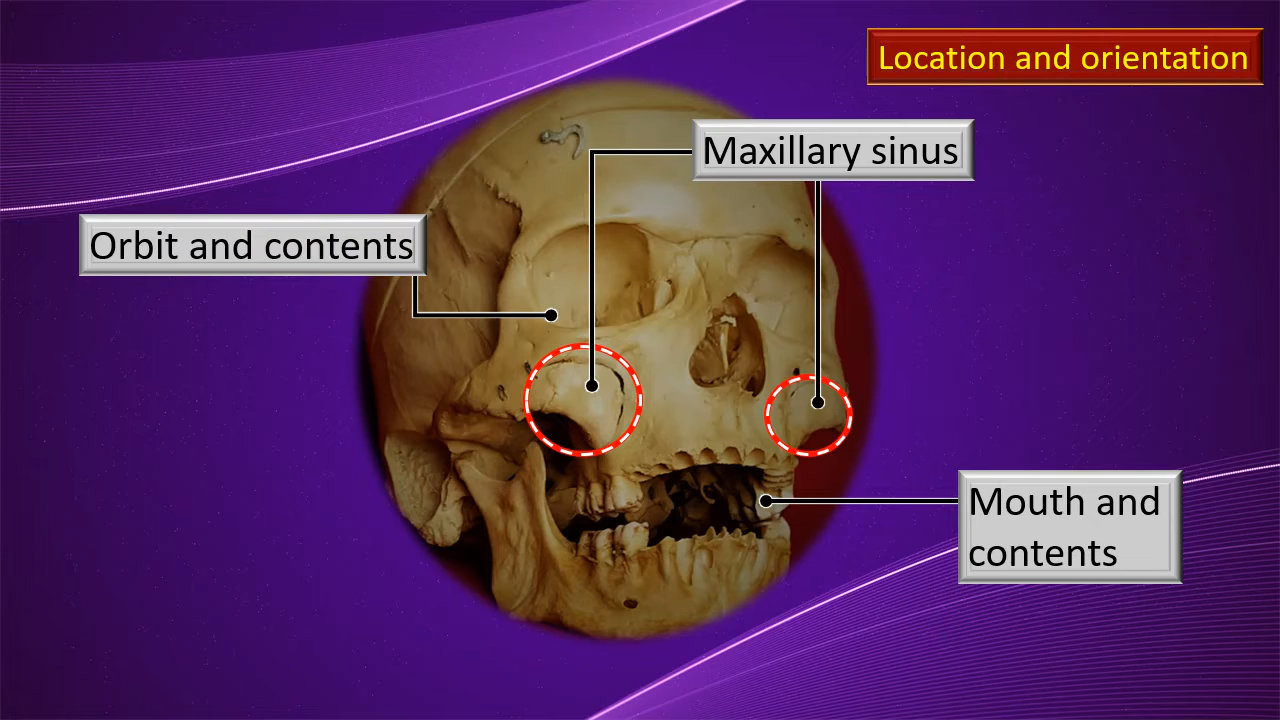 Location and orientation
Maxillary sinus
Orbit and contents
Mouth and
contents